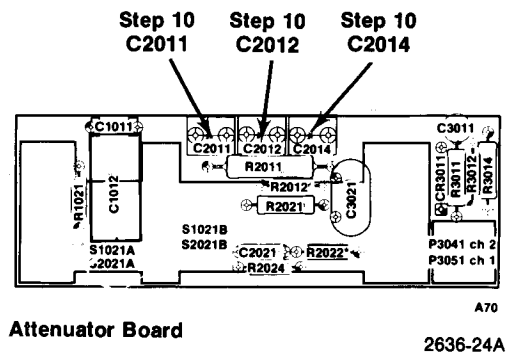 Step 10 Step 10 Step 10
C2011 C2012 C2014
C1011
C2011 C2012 C2014
C3011
R2011
R2012
R2021
C3021
R1021
C1012
CR3011
R3011
R3012
R3014
S1021B
S2021B
S1021A
S2021A
C2021 R2022*
R2024
P3041 ch 2
P3051 ch 1
A70
Attenuator Board
2636-24A